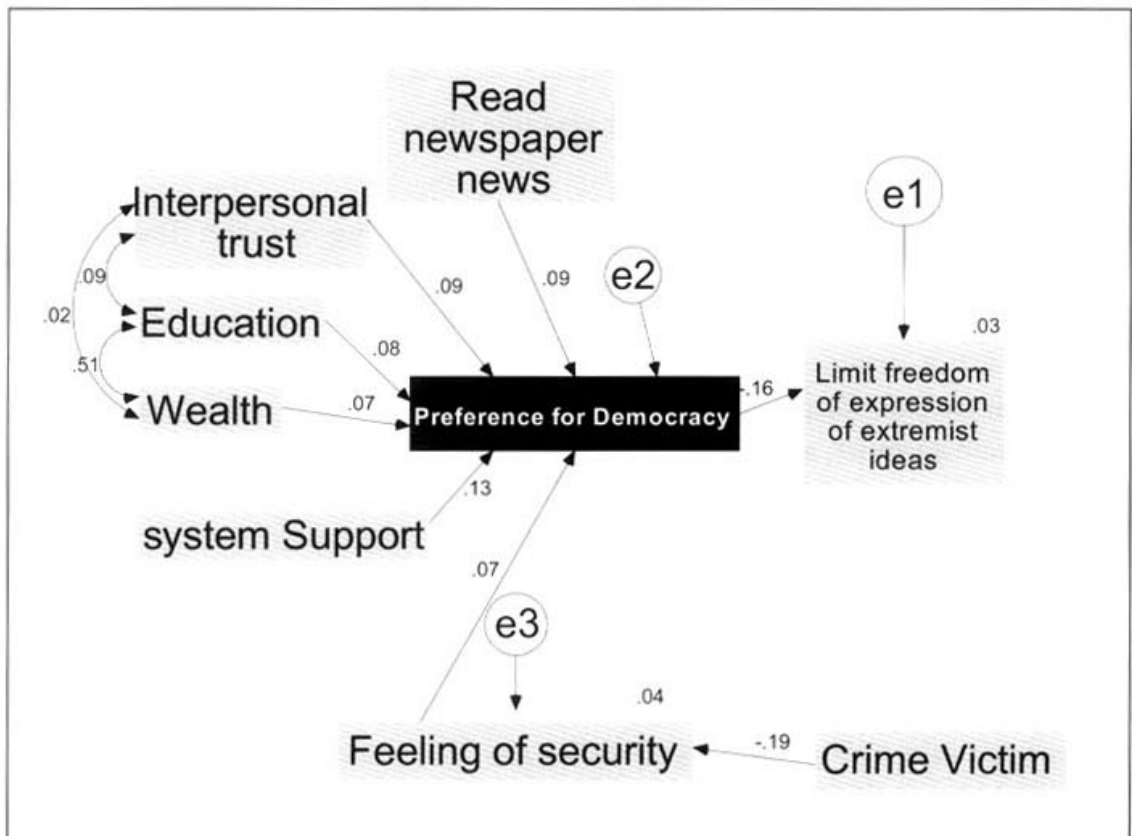 Read
newspaper
news
e1
Interpersonal
trust
e2
.09
.09
.09
.02
Education
.03
.08
.51
Limit freedom
of expression
of extremist
ideas
-.16
Wealth
.07
Preference for Democracy
.13
system Support
.07
e3
.04
Feeling of security
-.19
Crime Victim